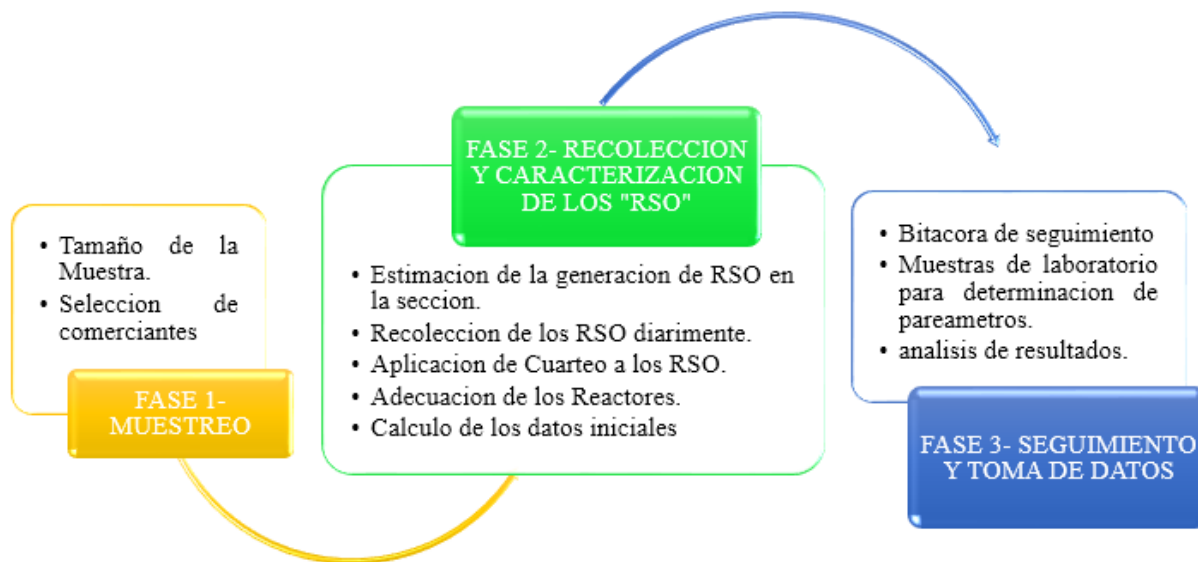 FASE 1-
MUESTREO
• Tamaño de la
Muestra.
• Seleccion de
comerciantes
FASE 2- RECOLECCION
Y CARACTERIZACION
DE LOS "RSO"
• Estimacion de la generacion de RSO en
la seccion.
• Recoleccion de los RSO diarimente.
• Aplicacion de Cuarteo a los RSO.
• Adecuacion de los Reactores.
• Calculo de los datos iniciales
FASE 3- SEGUIMIENTO
Y TOMA DE DATOS
• Bitacora de seguimiento
• Muestras de laboratorio
para determinacion de
pareametros.
• analisis de resultados.